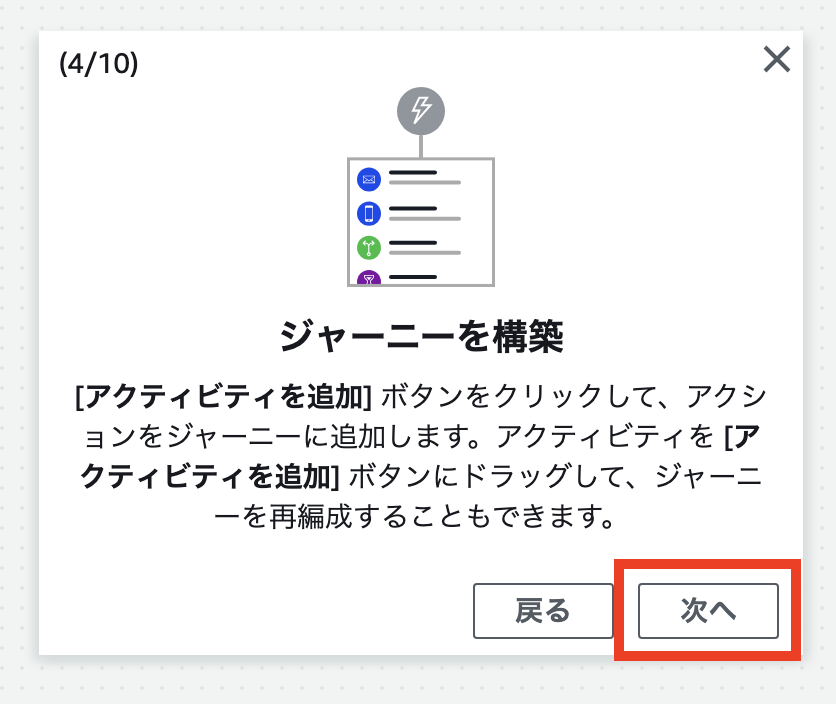 (4/10)
ジャーニーを構築
[アクティビティを追加] ボタンをクリックして、アクシ
ョンをジャーニーに追加します。アクティビティを [ア
クティビティを追加] ボタンにドラッグして、ジャーニ
ーを再編成することもできます。
戻る
次へ